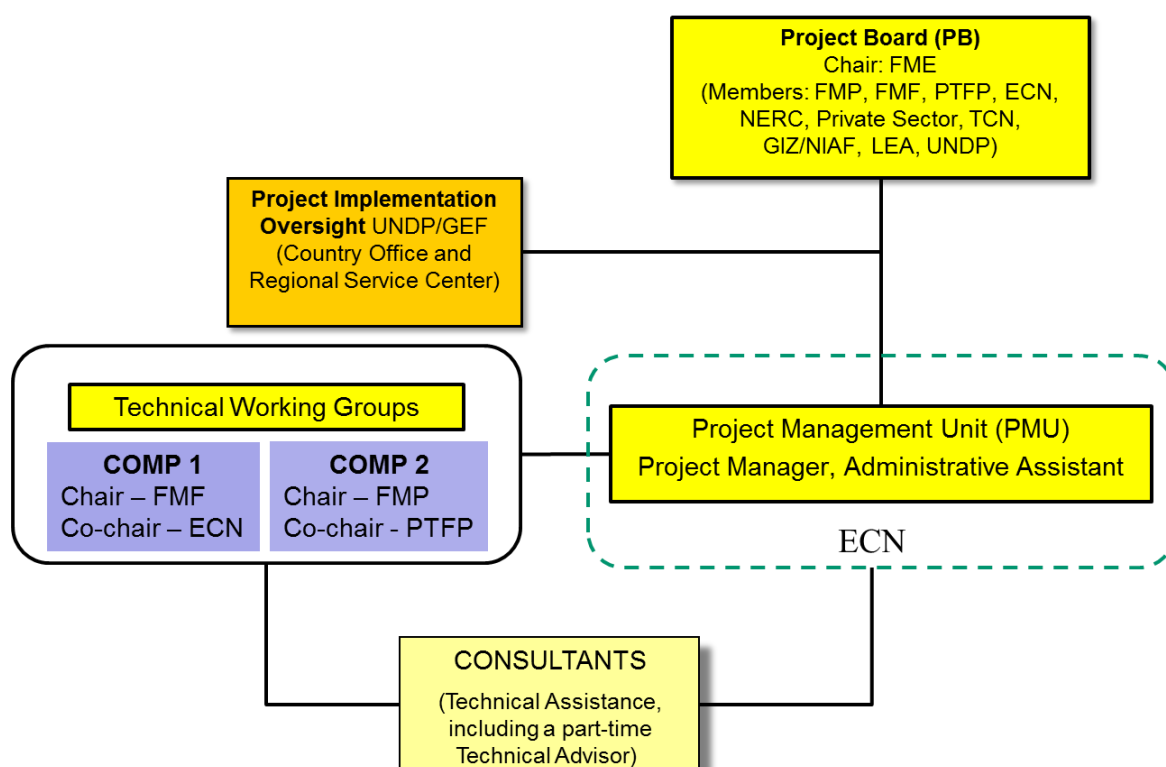 Project Board (PB)
Chair: FME
(Members: FMP, FMF, PTFP, ECN,
NERC, Private Sector, TCN,
GIZ/NIAF, LEA, UNDP)
Project Implementation
Oversight UNDP/GEF
(Country Office and
Regional Service Center)
Technical Working Groups
COMP 1
Chair – FMF
Co-chair – ECN
COMP 2
Chair – FMP
Co-chair - PTFP
Project Management Unit (PMU)
Project Manager, Administrative Assistant
ECN
CONSULTANTS
(Technical Assistance,
including a part-time
Technical Advisor)